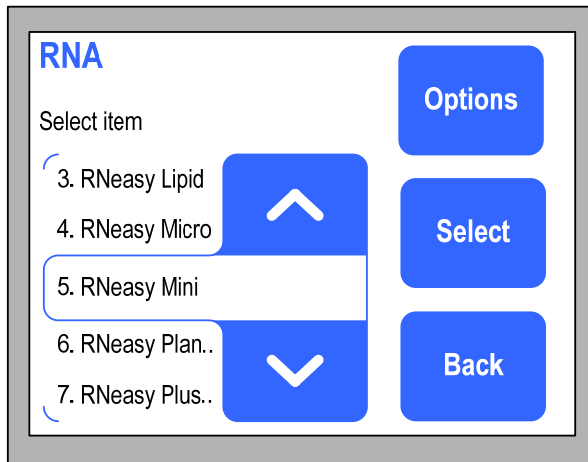 RNA
Select item
3. RNeasy Lipid
4. RNeasy Micro
5. RNeasy Mini
6. RNeasy Plan..
7. RNeasy Plus..
Options
Select
Back